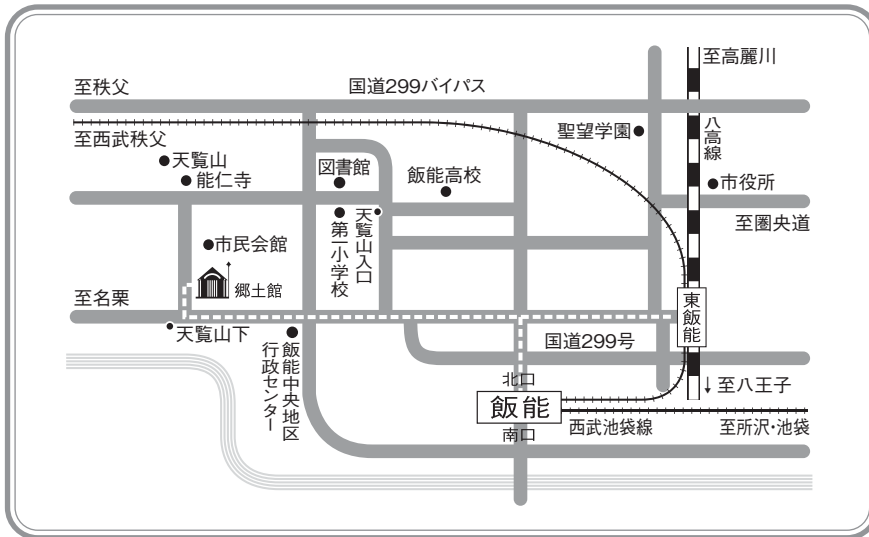 至高麗川
至秩父
国道299バイパス
八高線
至西武秩父
聖望学園
天覧山
図書館
能仁寺
飯能高校
市役所
天覧山入口
第一小学校
至圏央道
市民会館
郷土館
至名栗
東飯能
天覧山下
国道299号
飯能中央地区
行政センター
北口
↓至八王子
飯能
南口
西武池袋線
至所沢・池袋